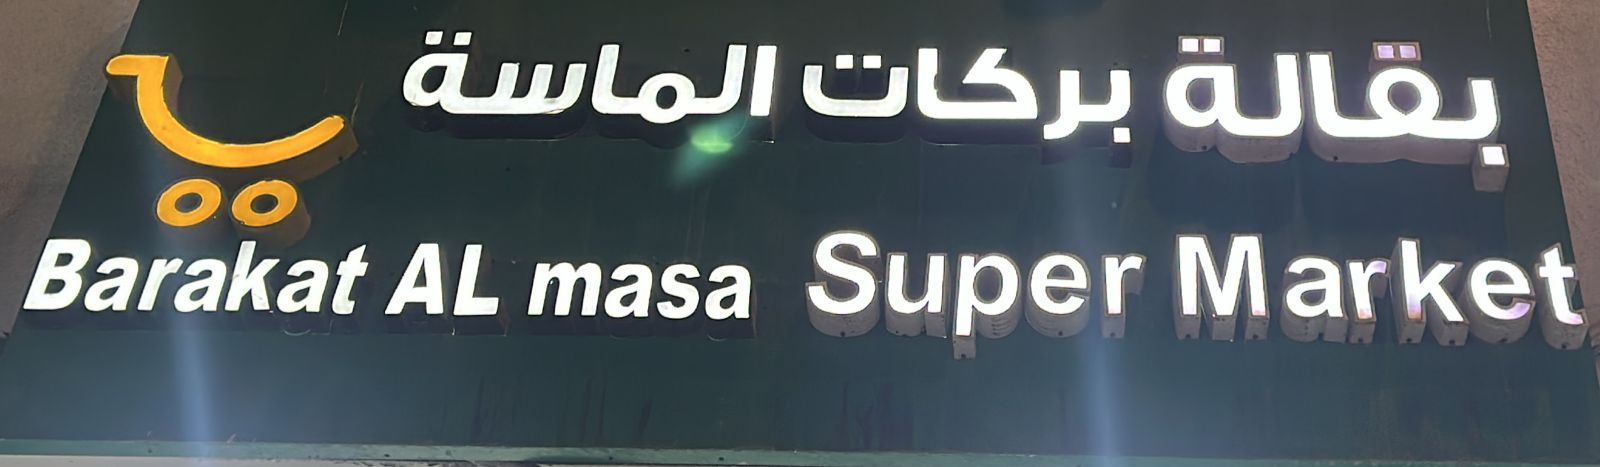 بقالة بركات الماسة
Barakat AL masa Super Market